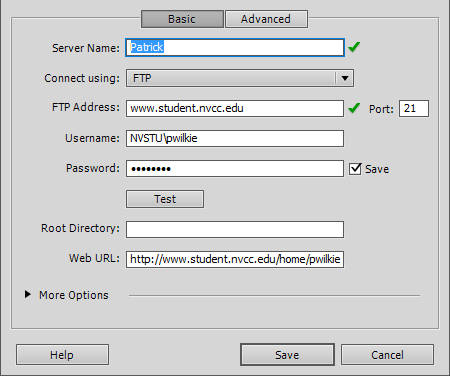 Basic Advanced
Server Name: Patrick
Connect using: FTP
FTP Address: www.student.nvcc.edu Port: 21
Username: NVSTU\pwilkie
Password: •••••••• Save
Test
Root Directory:
Web URL: http://www.student.nvcc.edu/home/pwilkie
More Options
Help Save Cancel